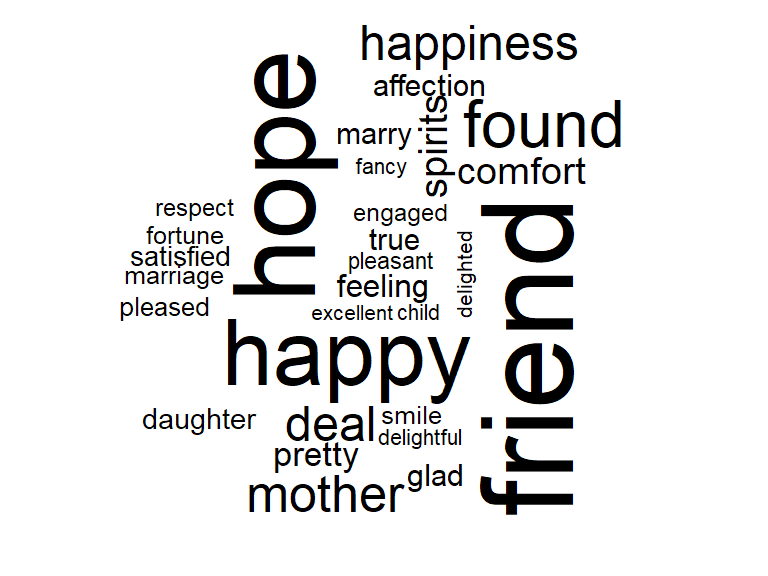 happiness
affection
hope
spirits
found
marry
fancy
comfort
respect
engaged
friend
fortune
true
delighted
satisfied
pleasant
marriage
feeling
pleased
excellent
child
happy
daughter
deal
smile
delightful
pretty
glad
mother